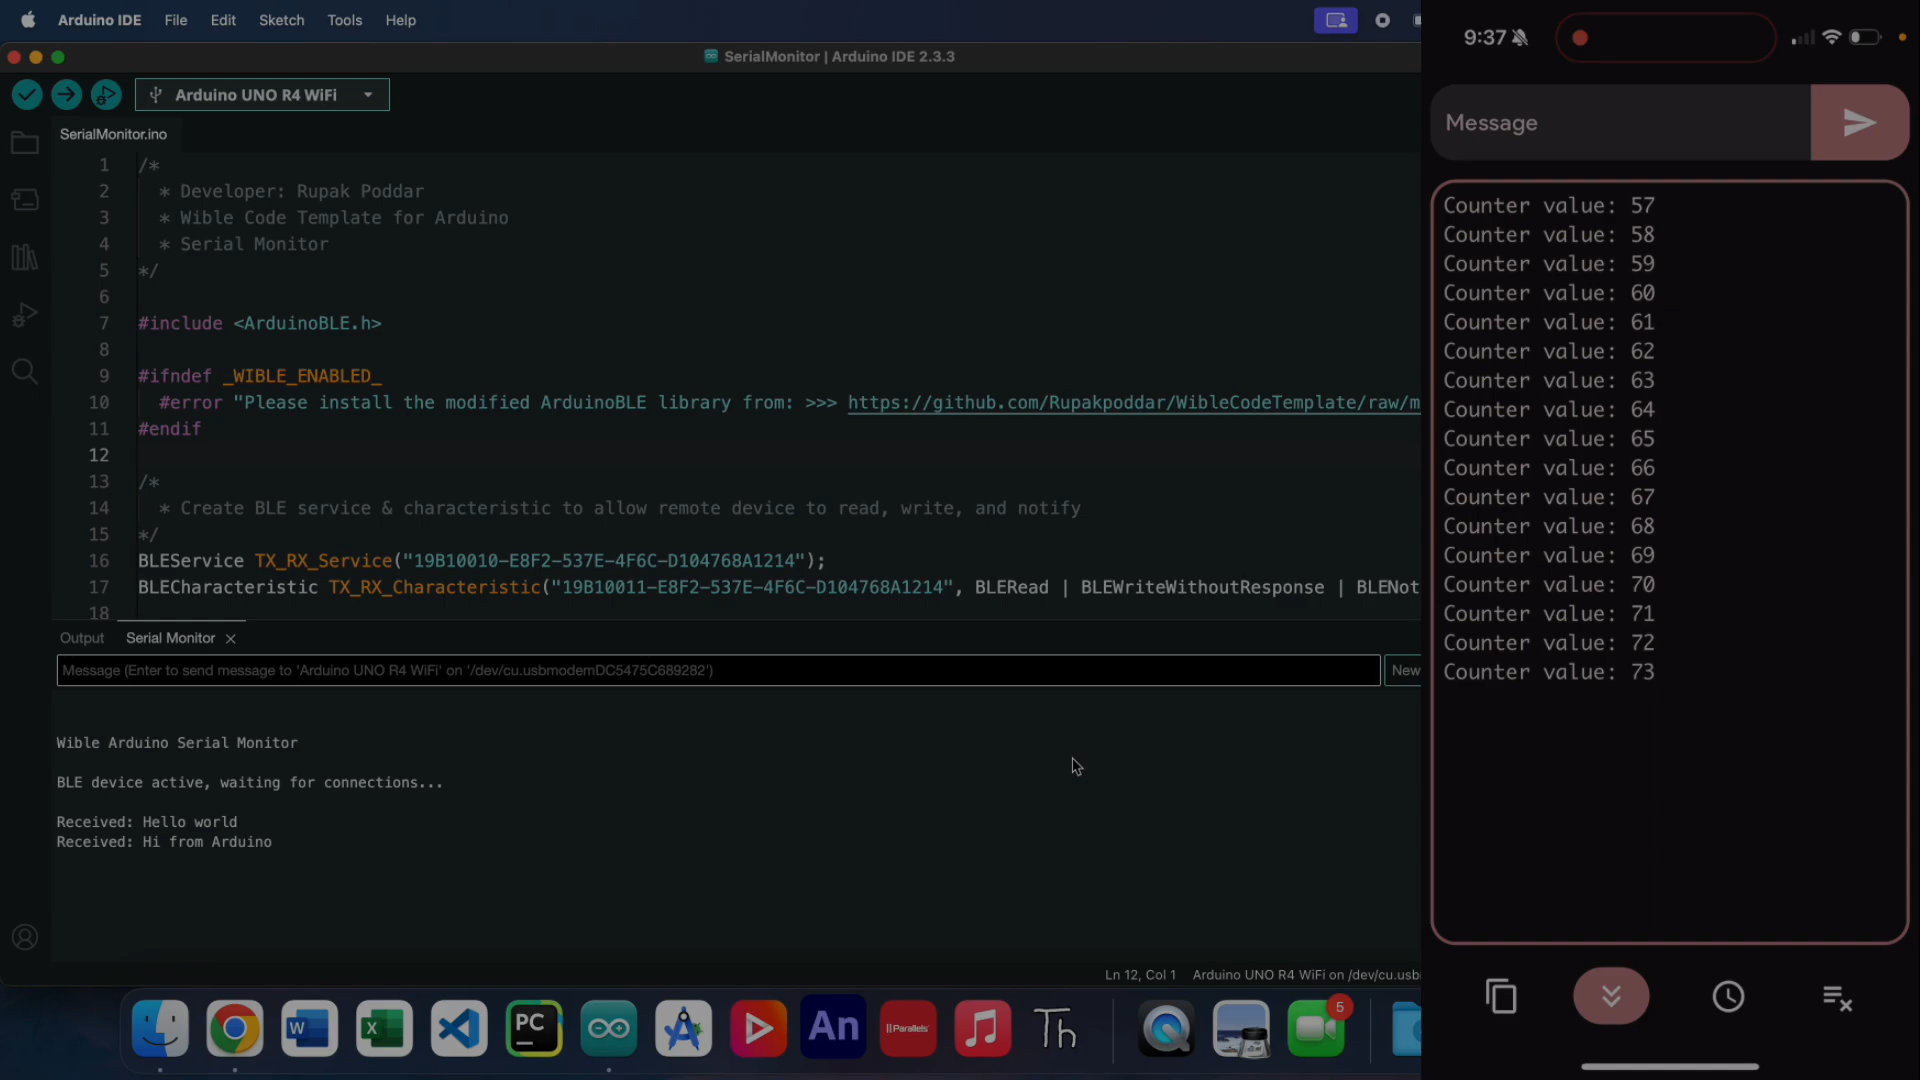 Arduino IDE File Edit Sketch Tools Help
SerialMonitor | Arduino IDE 2.3.3
Arduino UNO R4 WiFi
SerialMonitor.ino
1 /*
2 * Developer: Rupak Poddar
3 * Wible Code Template for Arduino
4 * Serial Monitor
5 */
6
7 #include <ArduinoBLE.h>
8
9 #ifndef _WIBLE_ENABLED_
10 #error "Please install the modified ArduinoBLE library from: >>> https://github.com/Rupakpoddar/WibleCodeTemplate/raw/m
11 #endif
12
13 /*
14 * Create BLE service & characteristic to allow remote device to read, write, and notify
15 */
16 BLEService TX_RX_Service("19B10010-E8F2-537E-4F6C-D104768A1214");
17 BLECharacteristic TX_RX_Characteristic("19B10011-E8F2-537E-4F6C-D104768A1214", BLERead | BLEWriteWithoutResponse | BLENot
18
Output Serial Monitor
Message (Enter to send message to 'Arduino UNO R4 WiFi' on '/dev/cu.usbmodemDC5475C689282')
New
Wible Arduino Serial Monitor
BLE device active, waiting for connections...
Received: Hello world
Received: Hi from Arduino
Ln 12, Col 1 Arduino UNO R4 WiFi on /dev/cu.usb
W X PC An Parallels Th 5
9:37
Message
Counter value: 57
Counter value: 58
Counter value: 59
Counter value: 60
Counter value: 61
Counter value: 62
Counter value: 63
Counter value: 64
Counter value: 65
Counter value: 66
Counter value: 67
Counter value: 68
Counter value: 69
Counter value: 70
Counter value: 71
Counter value: 72
Counter value: 73